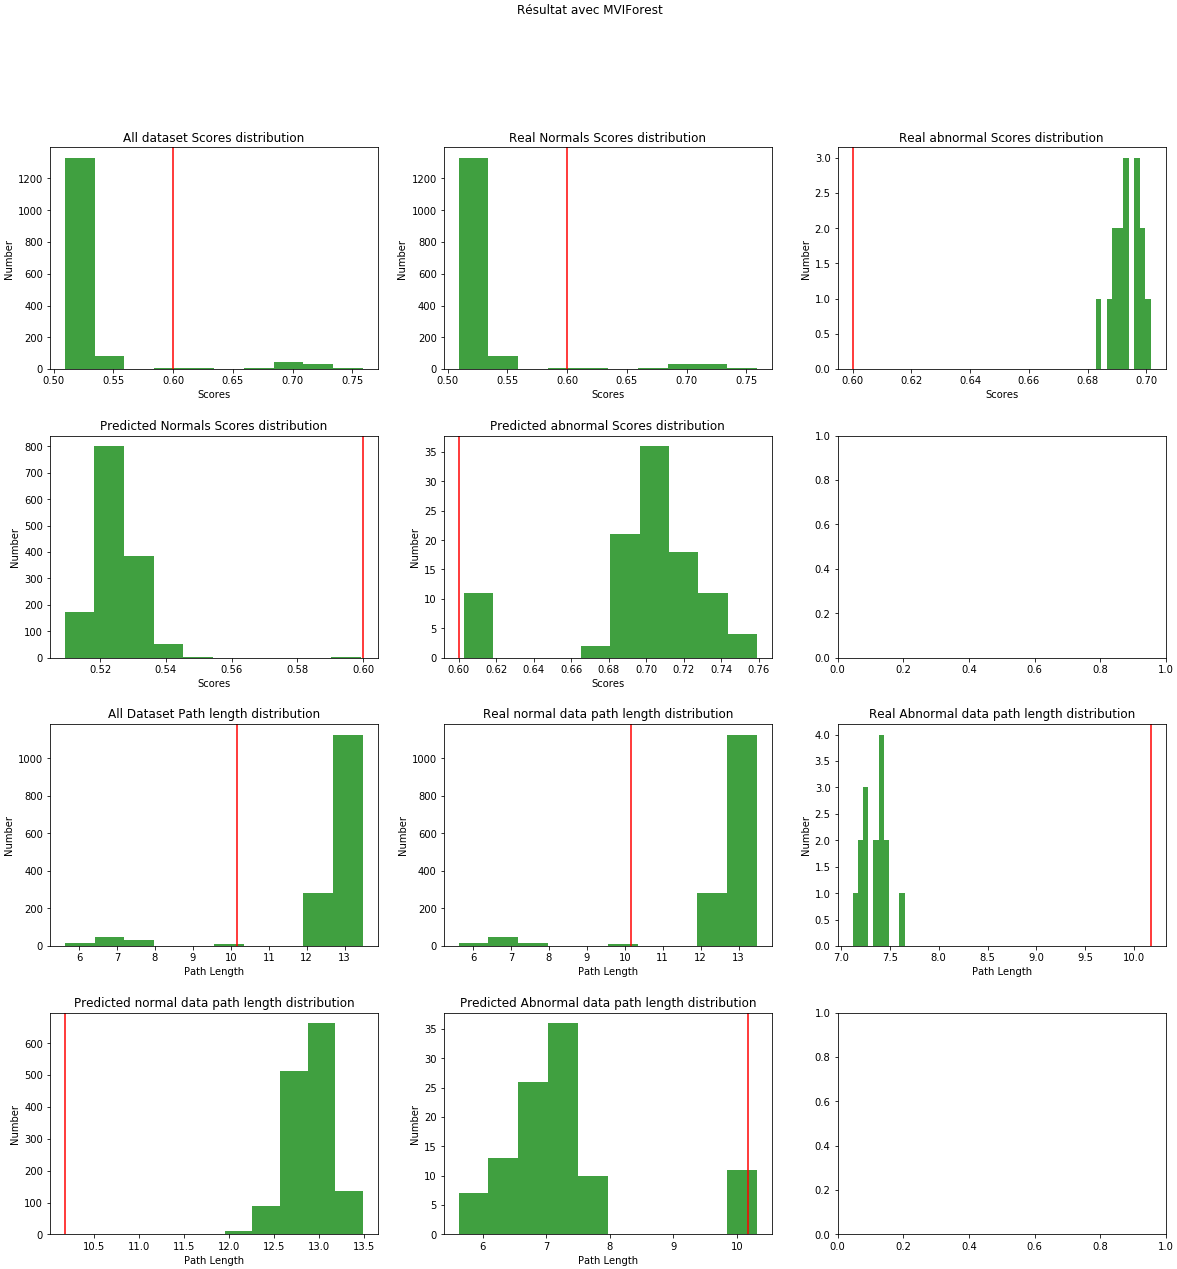 Résultat avec MVIForest
All dataset Scores distribution
Number
1200
1000
800
600
400
200
0
0.50 0.55 0.60 0.65 0.70 0.75
Scores
Real Normals Scores distribution
Number
1200
1000
800
600
400
200
0
0.50 0.55 0.60 0.65 0.70 0.75
Scores
Real abnormal Scores distribution
Number
3.0
2.5
2.0
1.5
1.0
0.5
0.0
0.60 0.62 0.64 0.66 0.68 0.70
Scores
Predicted Normals Scores distribution
Number
800
700
600
500
400
300
200
100
0
0.52 0.54 0.56 0.58 0.60
Scores
Predicted abnormal Scores distribution
Number
35
30
25
20
15
10
5
0
0.60 0.62 0.64 0.66 0.68 0.70 0.72 0.74 0.76
Scores
1.0
0.8
0.6
0.4
0.2
0.0
0.0 0.2 0.4 0.6 0.8 1.0
All Dataset Path length distribution
Number
1000
800
600
400
200
0
6 7 8 9 10 11 12 13
Path Length
Real normal data path length distribution
Number
1000
800
600
400
200
0
6 7 8 9 10 11 12 13
Path Length
Real Abnormal data path length distribution
Number
4.0
3.5
3.0
2.5
2.0
1.5
1.0
0.5
0.0
7.0 7.5 8.0 8.5 9.0 9.5 10.0
Path Length
Predicted normal data path length distribution
Number
600
500
400
300
200
100
0
10.5 11.0 11.5 12.0 12.5 13.0 13.5
Path Length
Predicted Abnormal data path length distribution
Number
35
30
25
20
15
10
5
0
6 7 8 9 10
Path Length
1.0
0.8
0.6
0.4
0.2
0.0
0.0 0.2 0.4 0.6 0.8 1.0